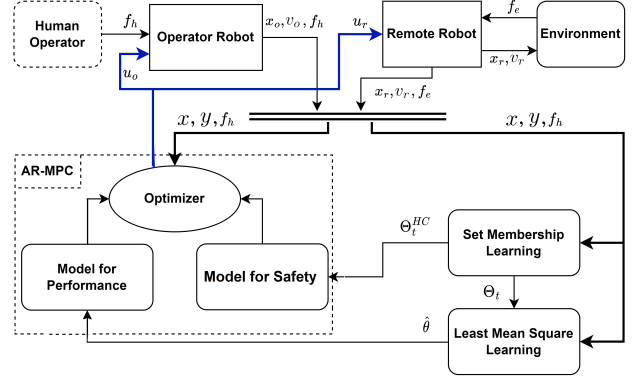 Human
Operator
f_h
Operator Robot
x_o, v_o, f_h
u_r
Remote Robot
f_e
x_r, v_r
Environment
u_o
x_r, v_r, f_e
x, y, f_h
x, y, f_h
AR-MPC
Optimizer
Model for
Performance
Model for Safety
Θ_t^{HC}
Set Membership
Learning
Θ_t
θ̂
Least Mean Square
Learning